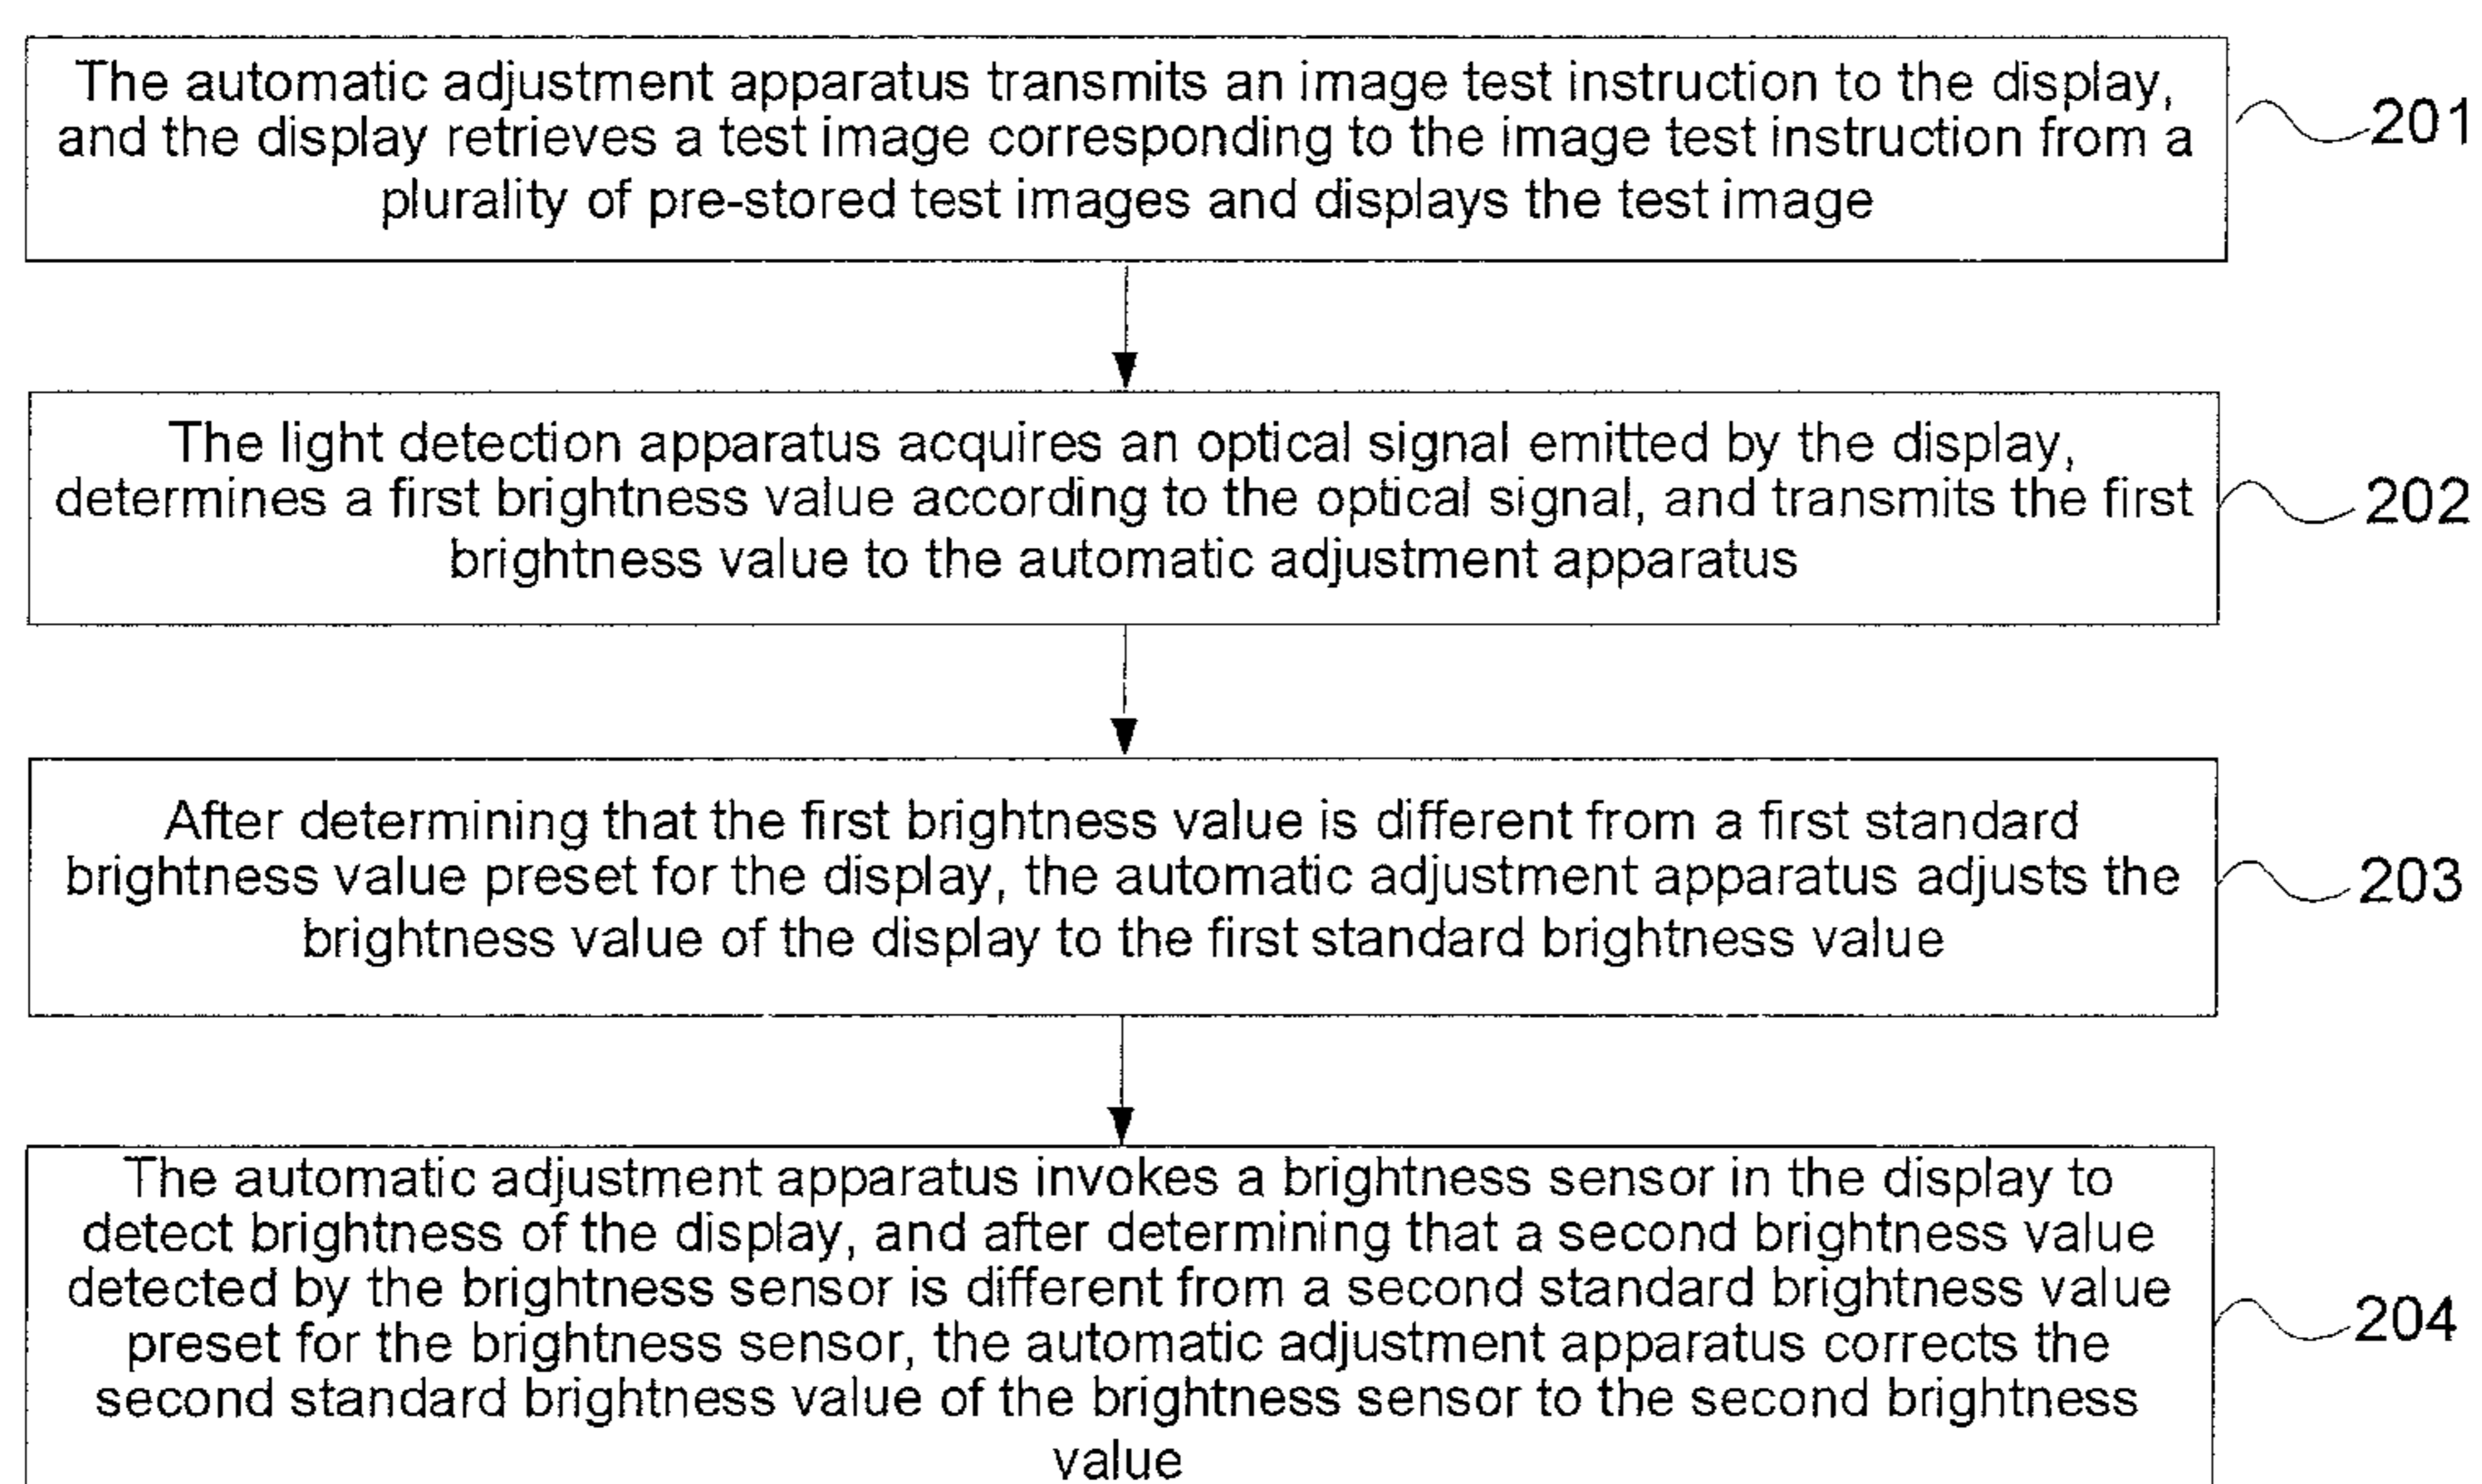 The automatic adjustment apparatus transmits an image test instruction to the display,
and the display retrieves a test image corresponding to the image test instruction from a
plurality of pre-stored test images and displays the test image
201
The light detection apparatus acquires an optical signal emitted by the display,
determines a first brightness value according to the optical signal, and transmits the first
brightness value to the automatic adjustment apparatus
202
After determining that the first brightness value is different from a first standard
brightness value preset for the display, the automatic adjustment apparatus adjusts the
brightness value of the display to the first standard brightness value
203
The automatic adjustment apparatus invokes a brightness sensor in the display to
detect brightness of the display, and after determining that a second brightness value
detected by the brightness sensor is different from a second standard brightness value
preset for the brightness sensor, the automatic adjustment apparatus corrects the
second standard brightness value of the brightness sensor to the second brightness
value
204